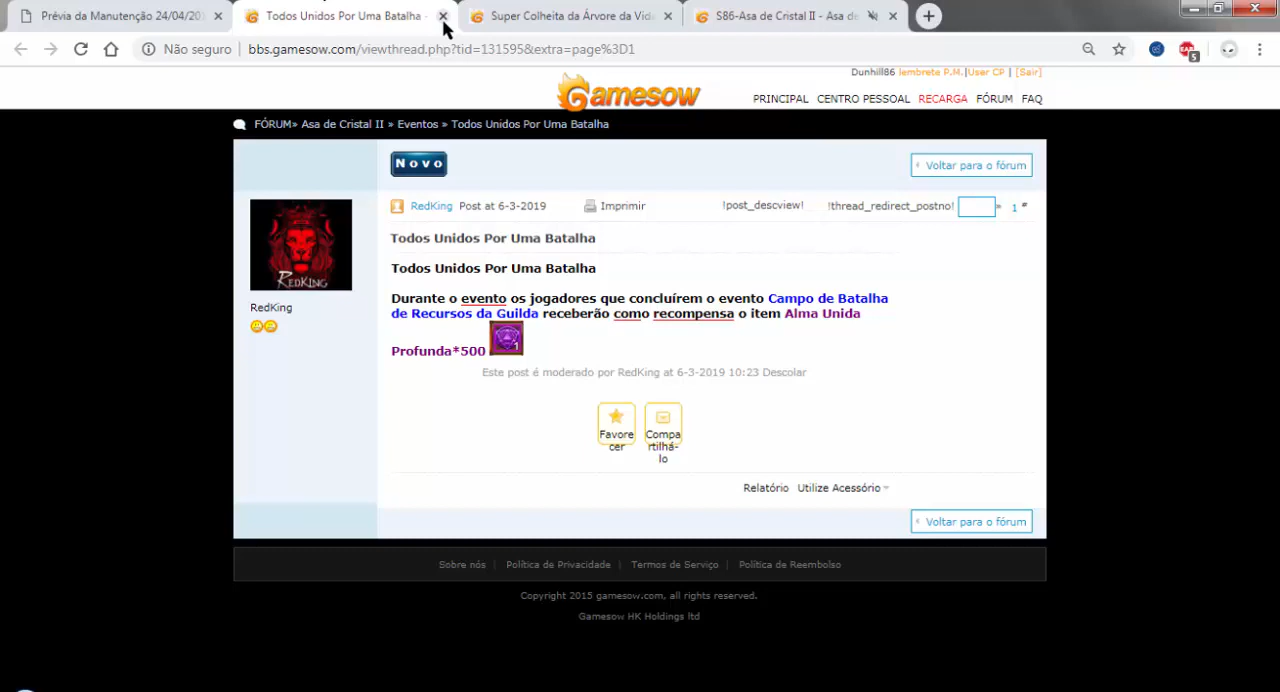 Prévia da Manutenção 24/04/20
Todos Unidos Por Uma Batalha -
Super Colheita da Árvore da Vid
S86-Asa de Cristal II - Asa de
Não seguro bbs.gamesow.com/viewthread.php?tid=131595&extra=page%3D1
5
Dunhill86 lembrete P.M.|User CP | [Sair]
Gamesow
PRINCIPAL CENTRO PESSOAL RECARGA FÓRUM FAQ
FÓRUM» Asa de Cristal II » Eventos » Todos Unidos Por Uma Batalha
Novo
Voltar para o fórum
RedKing Post at 6-3-2019 Imprimir !post_descview! !thread_redirect_postno! » 1 #
REDKING
RedKing
Todos Unidos Por Uma Batalha
Todos Unidos Por Uma Batalha
Durante o evento os jogadores que concluírem o evento Campo de Batalha
de Recursos da Guilda receberão como recompensa o item Alma Unida
Profunda*500
1
Este post é moderado por RedKing at 6-3-2019 10:23 Descolar
Favore
cer
Compa
rtilhá-
lo
Relatório Utilize Acessório
Voltar para o fórum
Sobre nós | Política de Privacidade | Termos de Serviço | Política de Reembolso
Copyright 2015 gamesow.com, all rights reserved.
Gamesow HK Holdings ltd